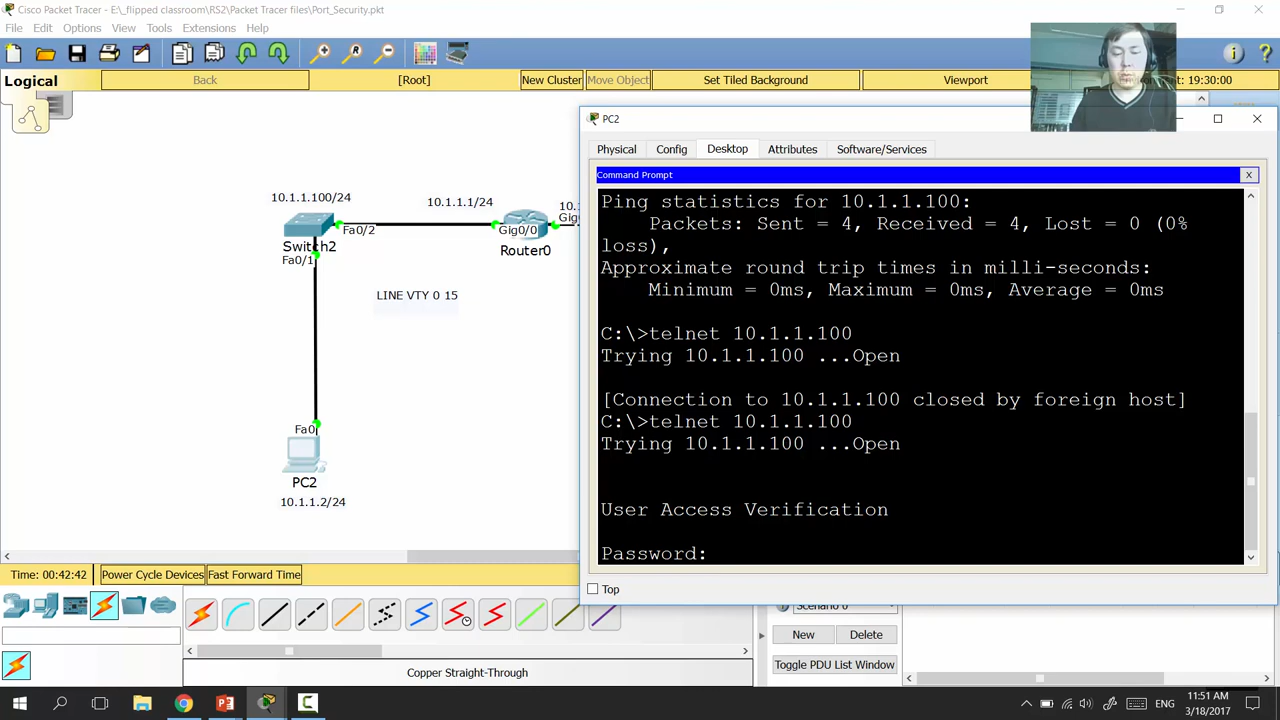 Cisco Packet Tracer - E:\_flipped classroom\RS2\Packet Tracer files\Port_Security.pkt
File Edit Options View Tools Extensions Help
Logical Back [Root] New Cluster Move Object Set Tiled Background Viewport : 19:30:00
PC2
Physical Config Desktop Attributes Software/Services
Command Prompt X
Ping statistics for 10.1.1.100:
Packets: Sent = 4, Received = 4, Lost = 0 (0%
loss),
Approximate round trip times in milli-seconds:
Minimum = 0ms, Maximum = 0ms, Average = 0ms
C:\>telnet 10.1.1.100
Trying 10.1.1.100 ...Open
[Connection to 10.1.1.100 closed by foreign host]
C:\>telnet 10.1.1.100
Trying 10.1.1.100 ...Open
User Access Verification
Password:
Top
10.1.1.100/24
10.1.1.1/24
Fa0/2
Gig0/0
Switch2
Router0
Fa0/1
LINE VTY 0 15
Fa0
PC2
10.1.1.2/24
Time: 00:42:42 Power Cycle Devices Fast Forward Time
Scenario 0
New Delete
Toggle PDU List Window
Copper Straight-Through
ENG
11:51 AM
3/18/2017